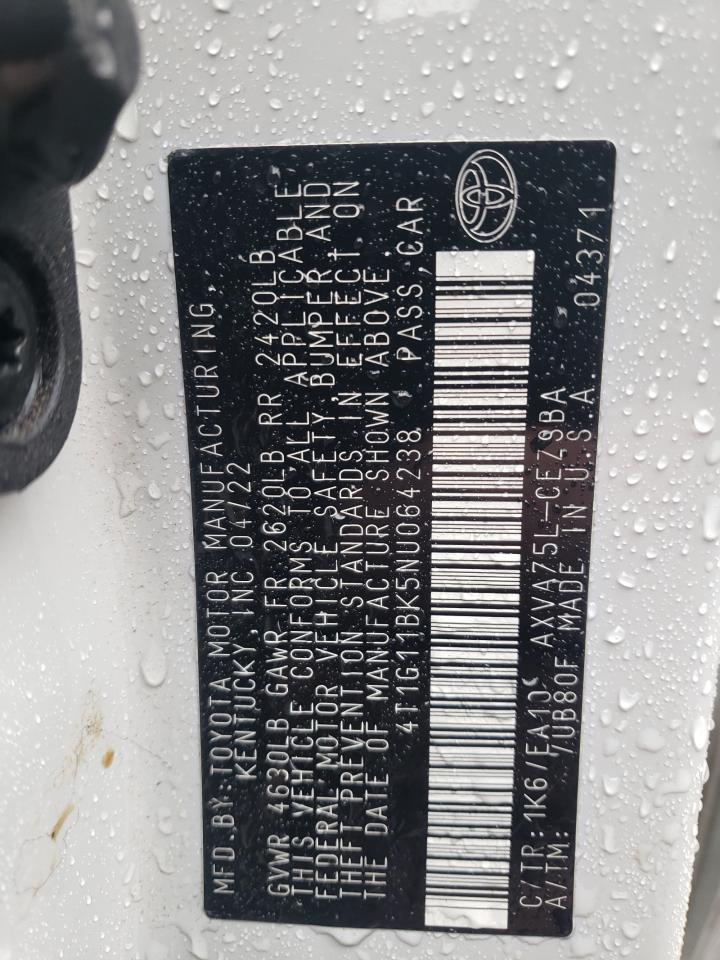 MFD.BY:TOYOTA MOTOR MANUFACTURING,
KENTUCKY, INC 04/22
GVWR 4630LB GAWR FR 2620LB RR 2420LB
THIS VEHICLE CONFORMS TO ALL APPLICABLE
FEDERAL MOTOR VEHICLE SAFETY, BUMPER, AND
THEFT PREVENTION STANDARDS IN EFFECT ON
THE DATE OF MANUFACTURE SHOWN ABOVE.
4T1G11BK5NU064238 PASS.CAR
C/TR:1K6/EA10 AXVA75L-CEZSBA 04371
A/TM: /UB80F MADE IN U.S.A.